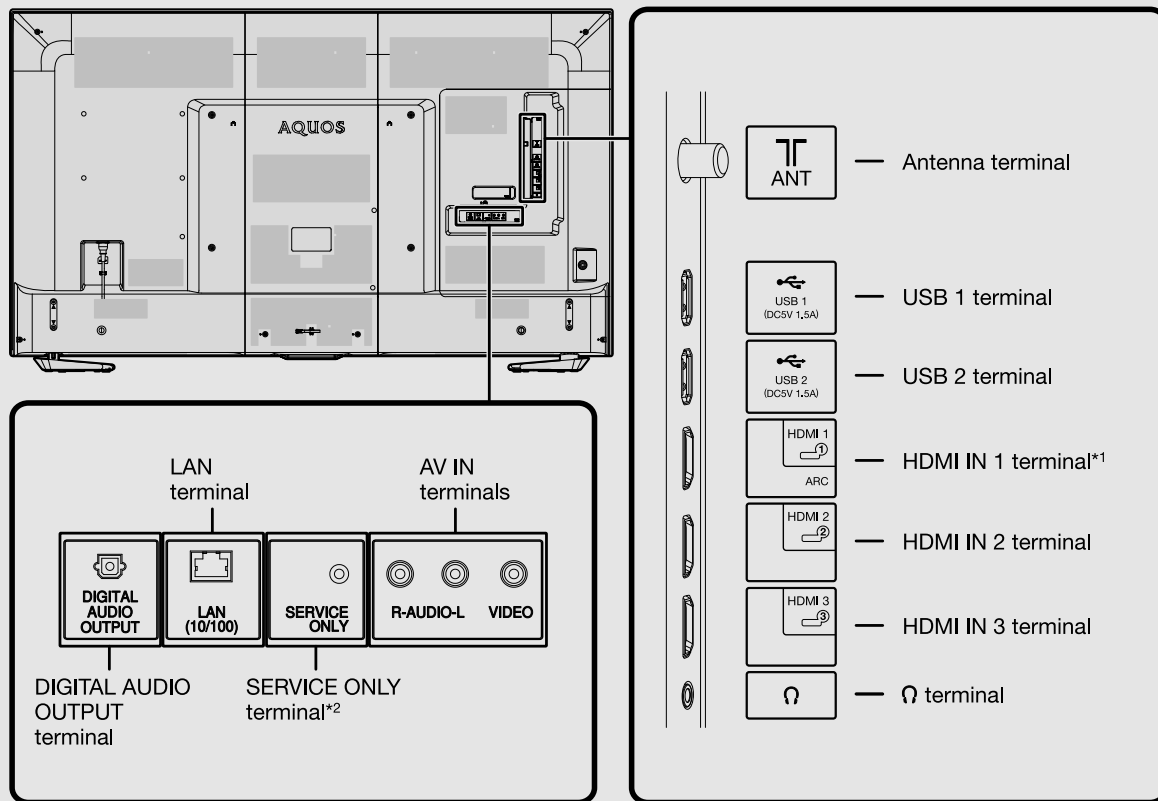 AQUOS
ANT
Antenna terminal
USB 1
(DC5V 1.5A)
USB 1 terminal
USB 2
(DC5V 1.5A)
USB 2 terminal
HDMI 1
1
ARC
HDMI IN 1 terminal*1
HDMI 2
2
HDMI IN 2 terminal
HDMI 3
3
HDMI IN 3 terminal
terminal
LAN
terminal
AV IN
terminals
DIGITAL
AUDIO
OUTPUT
LAN
(10/100)
SERVICE
ONLY
R-AUDIO-L
VIDEO
DIGITAL AUDIO
OUTPUT
terminal
SERVICE ONLY
terminal*2